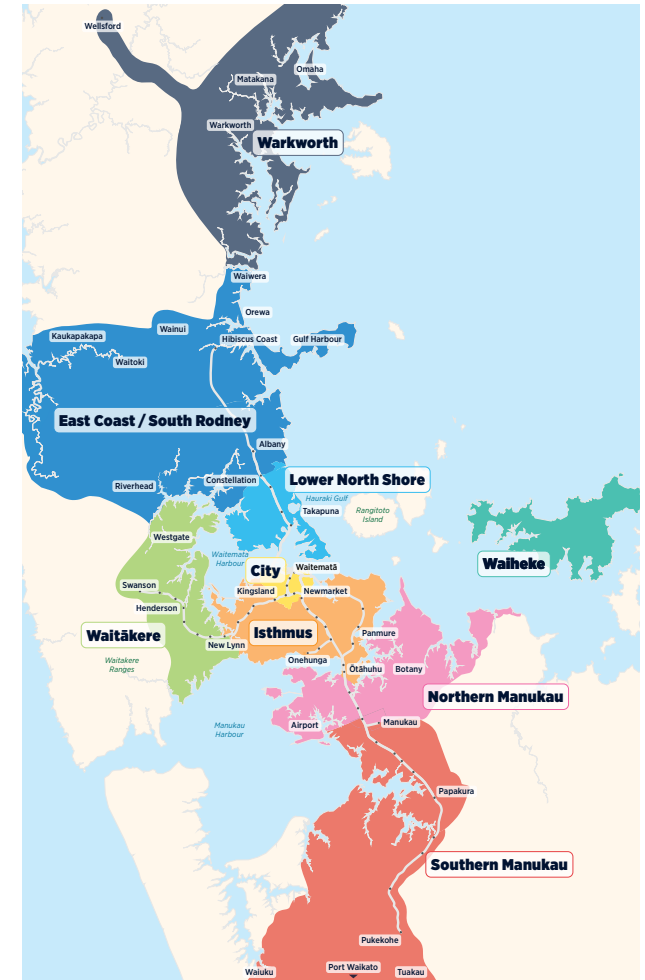 Wellsford
Omaha
Matakana
Warkworth
Warkworth
Waiwera
Orewa
Wainui
Kaukapakapa
Hibiscus Coast
Gulf Harbour
Waitoki
East Coast / South Rodney
Albany
Constellation
Lower North Shore
Riverhead
Hauraki Gulf
Takapuna
Rangitoto
Island
Westgate
Waitemata
Harbour
City
Waitematā
Waiheke
Swanson
Kingsland
Newmarket
Henderson
Waitākere
Isthmus
Panmure
New Lynn
Waitakere
Ranges
Onehunga
Ōtāhuhu
Botany
Northern Manukau
Airport
Manukau
Manukau
Harbour
Papakura
Southern Manukau
Pukekohe
Waiuku
Port Waikato
Tuakau